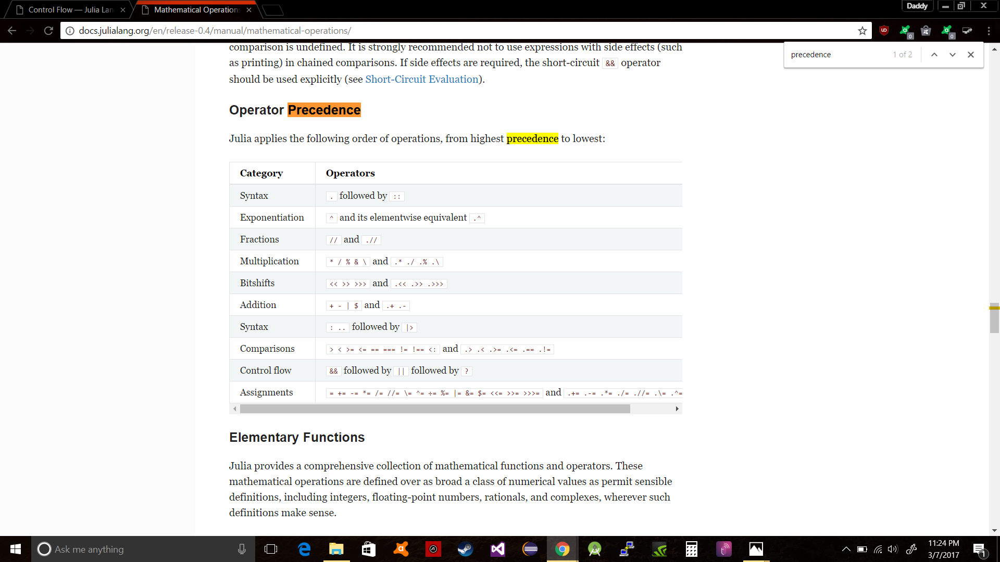 Control Flow — Julia Lan
Mathematical Operations
Daddy
docs.julialang.org/en/release-0.4/manual/mathematical-operations/
0
0
precedence 1 of 2
comparison is undefined. It is strongly recommended not to use expressions with side effects (such
as printing) in chained comparisons. If side effects are required, the short-circuit && operator
should be used explicitly (see Short-Circuit Evaluation).
Operator Precedence
Julia applies the following order of operations, from highest precedence to lowest:
Category Operators
Syntax . followed by ::
Exponentiation ^ and its elementwise equivalent .^
Fractions // and .//
Multiplication * / % & \ and .* ./ .% .\
Bitshifts << >> >>> and .<< .>> .>>>
Addition + - | $ and .+ .-
Syntax : .. followed by |>
Comparisons > < >= <= == === != !== <: and .> .< .>= .<= .== .!=
Control flow && followed by || followed by ?
Assignments = += -= *= /= //= \= ^= ÷= %= |= &= $= <<= >>= >>>= and .+= .-= .*= ./= .//= .\= .^=
Elementary Functions
Julia provides a comprehensive collection of mathematical functions and operators. These
mathematical operations are defined over as broad a class of numerical values as permit sensible
definitions, including integers, floating-point numbers, rationals, and complexes, wherever such
definitions make sense.
Ask me anything
11:24 PM
3/7/2017
1